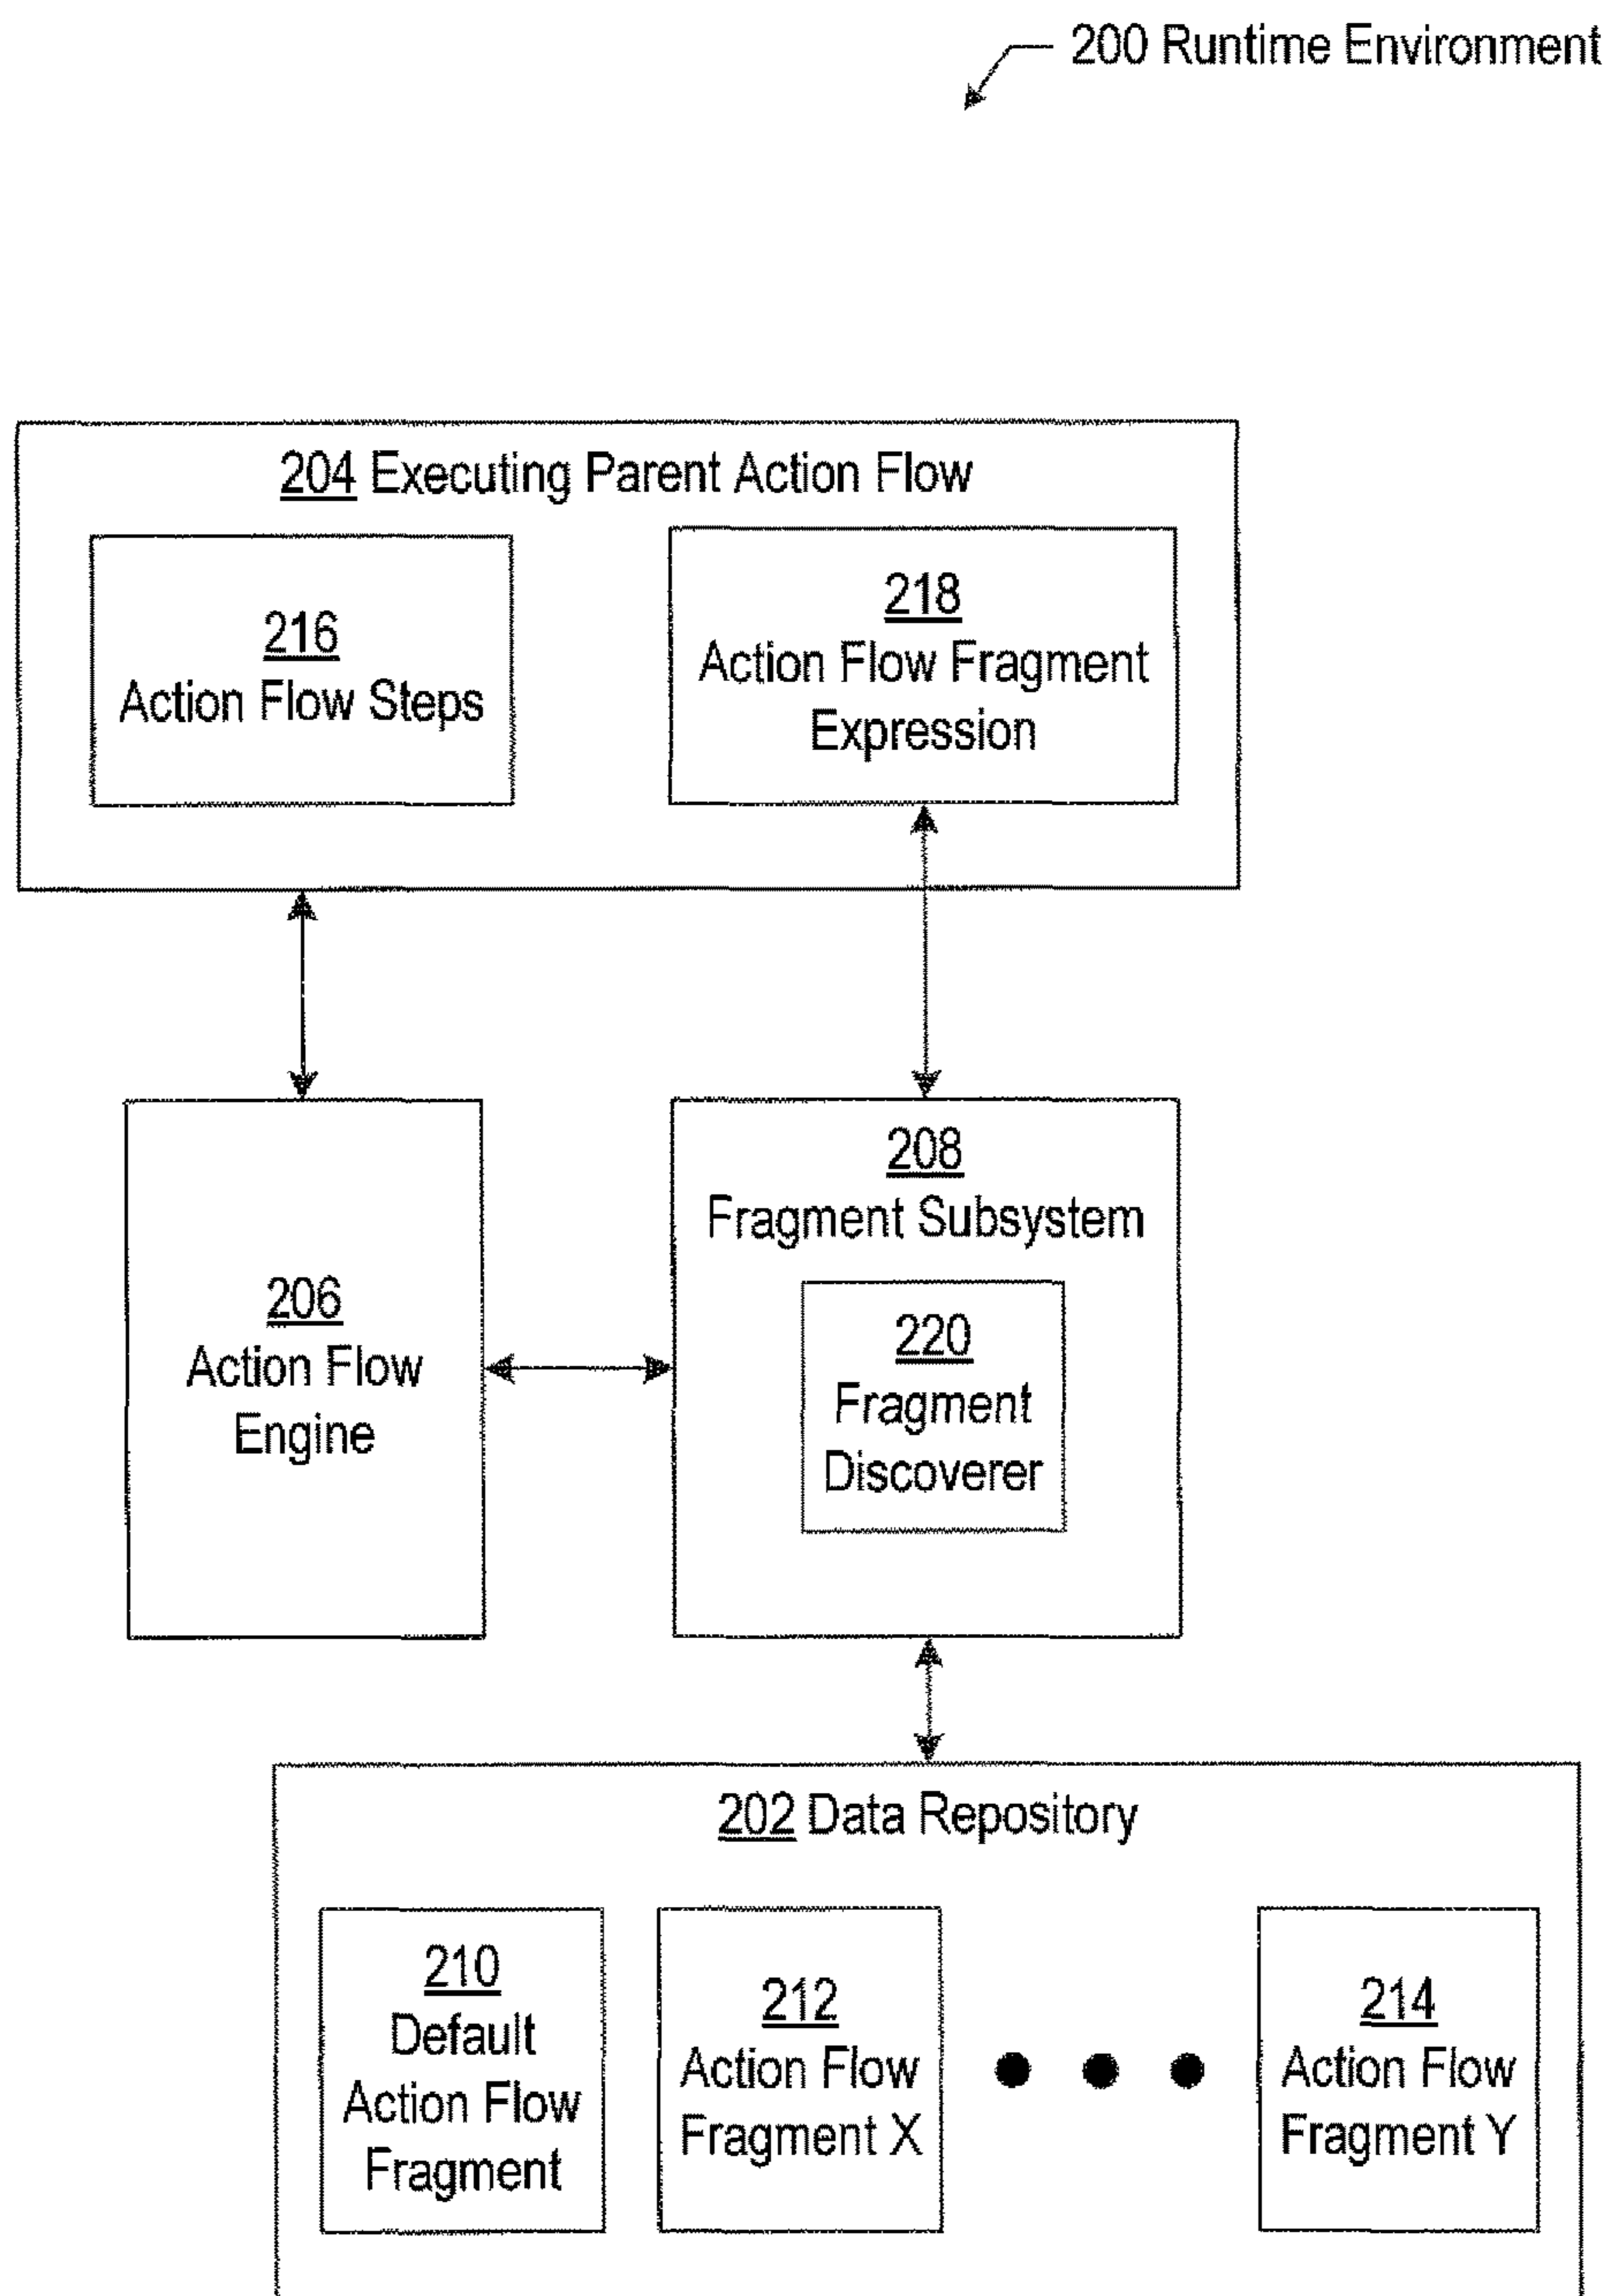 200 Runtime Environment
204 Executing Parent Action Flow
216
Action Flow Steps
218
Action Flow Fragment
Expression
206
Action Flow
Engine
208
Fragment Subsystem
220
Fragment
Discoverer
202 Data Repository
210
Default
Action Flow
Fragment
212
Action Flow
Fragment X
214
Action Flow
Fragment Y